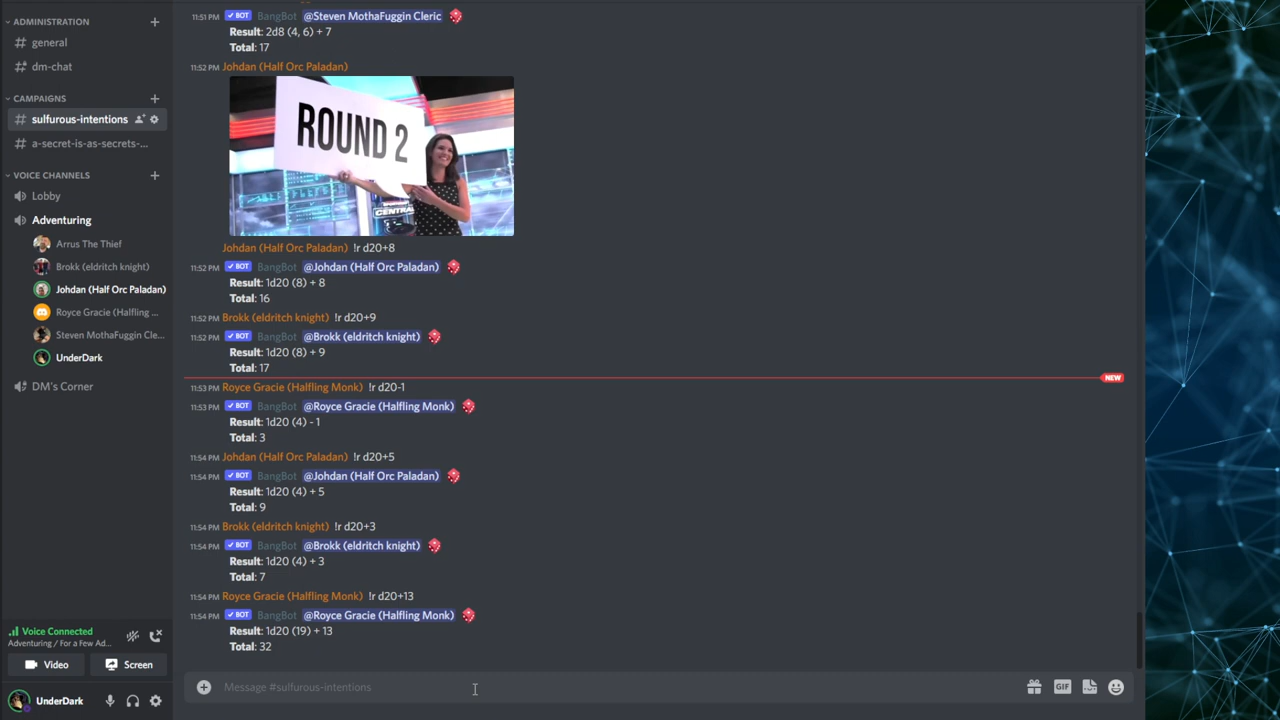 ADMINISTRATION
general
dm-chat
CAMPAIGNS
sulfurous-intentions
a-secret-is-as-secrets-...
VOICE CHANNELS
Lobby
Adventuring
Arrus The Thief
Brokk (eldritch knight)
Johdan (Half Orc Paladan)
Royce Gracie (Halfling ...
Steven MothaFuggin Cle...
UnderDark
DM's Corner
Voice Connected
Adventuring / For a Few Ad...
Video
Screen
UnderDark
11:51 PM ✓ BOT BangBot @Steven MothaFuggin Cleric
Result: 2d8 (4, 6) + 7
Total: 17
11:52 PM Johdan (Half Orc Paladan)
ROUND 2
CENTRAL
Johdan (Half Orc Paladan) !r d20+8
11:52 PM ✓ BOT BangBot @Johdan (Half Orc Paladan)
Result: 1d20 (8) + 8
Total: 16
11:52 PM Brokk (eldritch knight) !r d20+9
11:52 PM ✓ BOT BangBot @Brokk (eldritch knight)
Result: 1d20 (8) + 9
Total: 17
NEW
11:53 PM Royce Gracie (Halfling Monk) !r d20-1
11:53 PM ✓ BOT BangBot @Royce Gracie (Halfling Monk)
Result: 1d20 (4) - 1
Total: 3
11:54 PM Johdan (Half Orc Paladan) !r d20+5
11:54 PM ✓ BOT BangBot @Johdan (Half Orc Paladan)
Result: 1d20 (4) + 5
Total: 9
11:54 PM Brokk (eldritch knight) !r d20+3
11:54 PM ✓ BOT BangBot @Brokk (eldritch knight)
Result: 1d20 (4) + 3
Total: 7
11:54 PM Royce Gracie (Halfling Monk) !r d20+13
11:54 PM ✓ BOT BangBot @Royce Gracie (Halfling Monk)
Result: 1d20 (19) + 13
Total: 32
Message #sulfurous-intentions
GIF